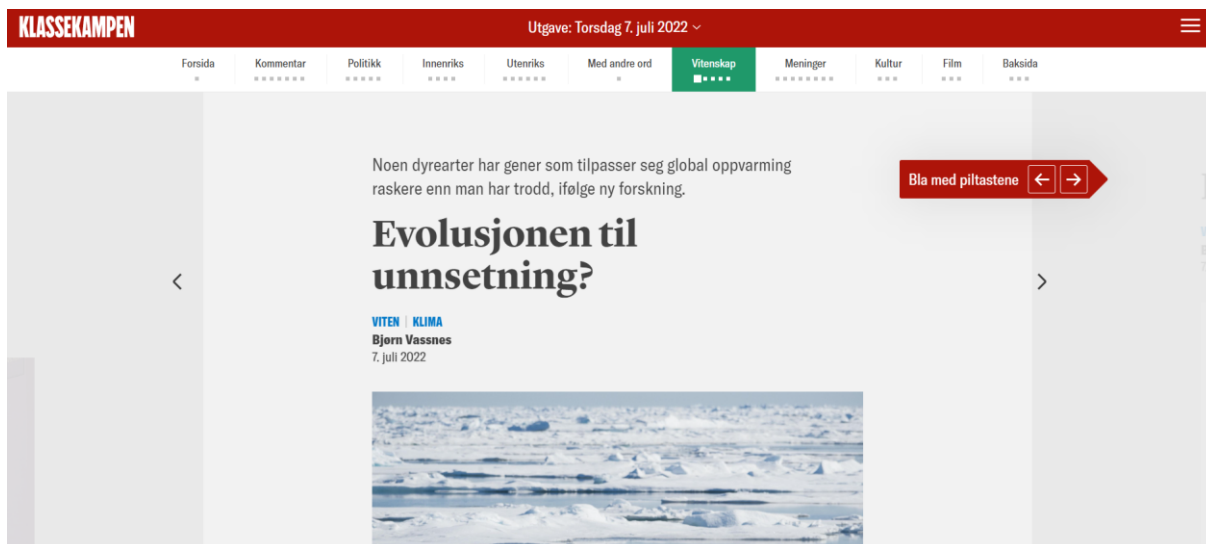 KLASSEKAMPEN
Utgave: Torsdag 7. juli 2022
Forsida
Kommentar
Politikk
Innenriks
Utenriks
Med andre ord
Vitenskap
Meninger
Kultur
Film
Baksida
Noen dyrearter har gener som tilpasser seg global oppvarming
raskere enn man har trodd, ifølge ny forskning.
Bla med piltastene
Evolusjonen til
unnsetning?
VITEN | KLIMA
Bjørn Vassnes
7. juli 2022